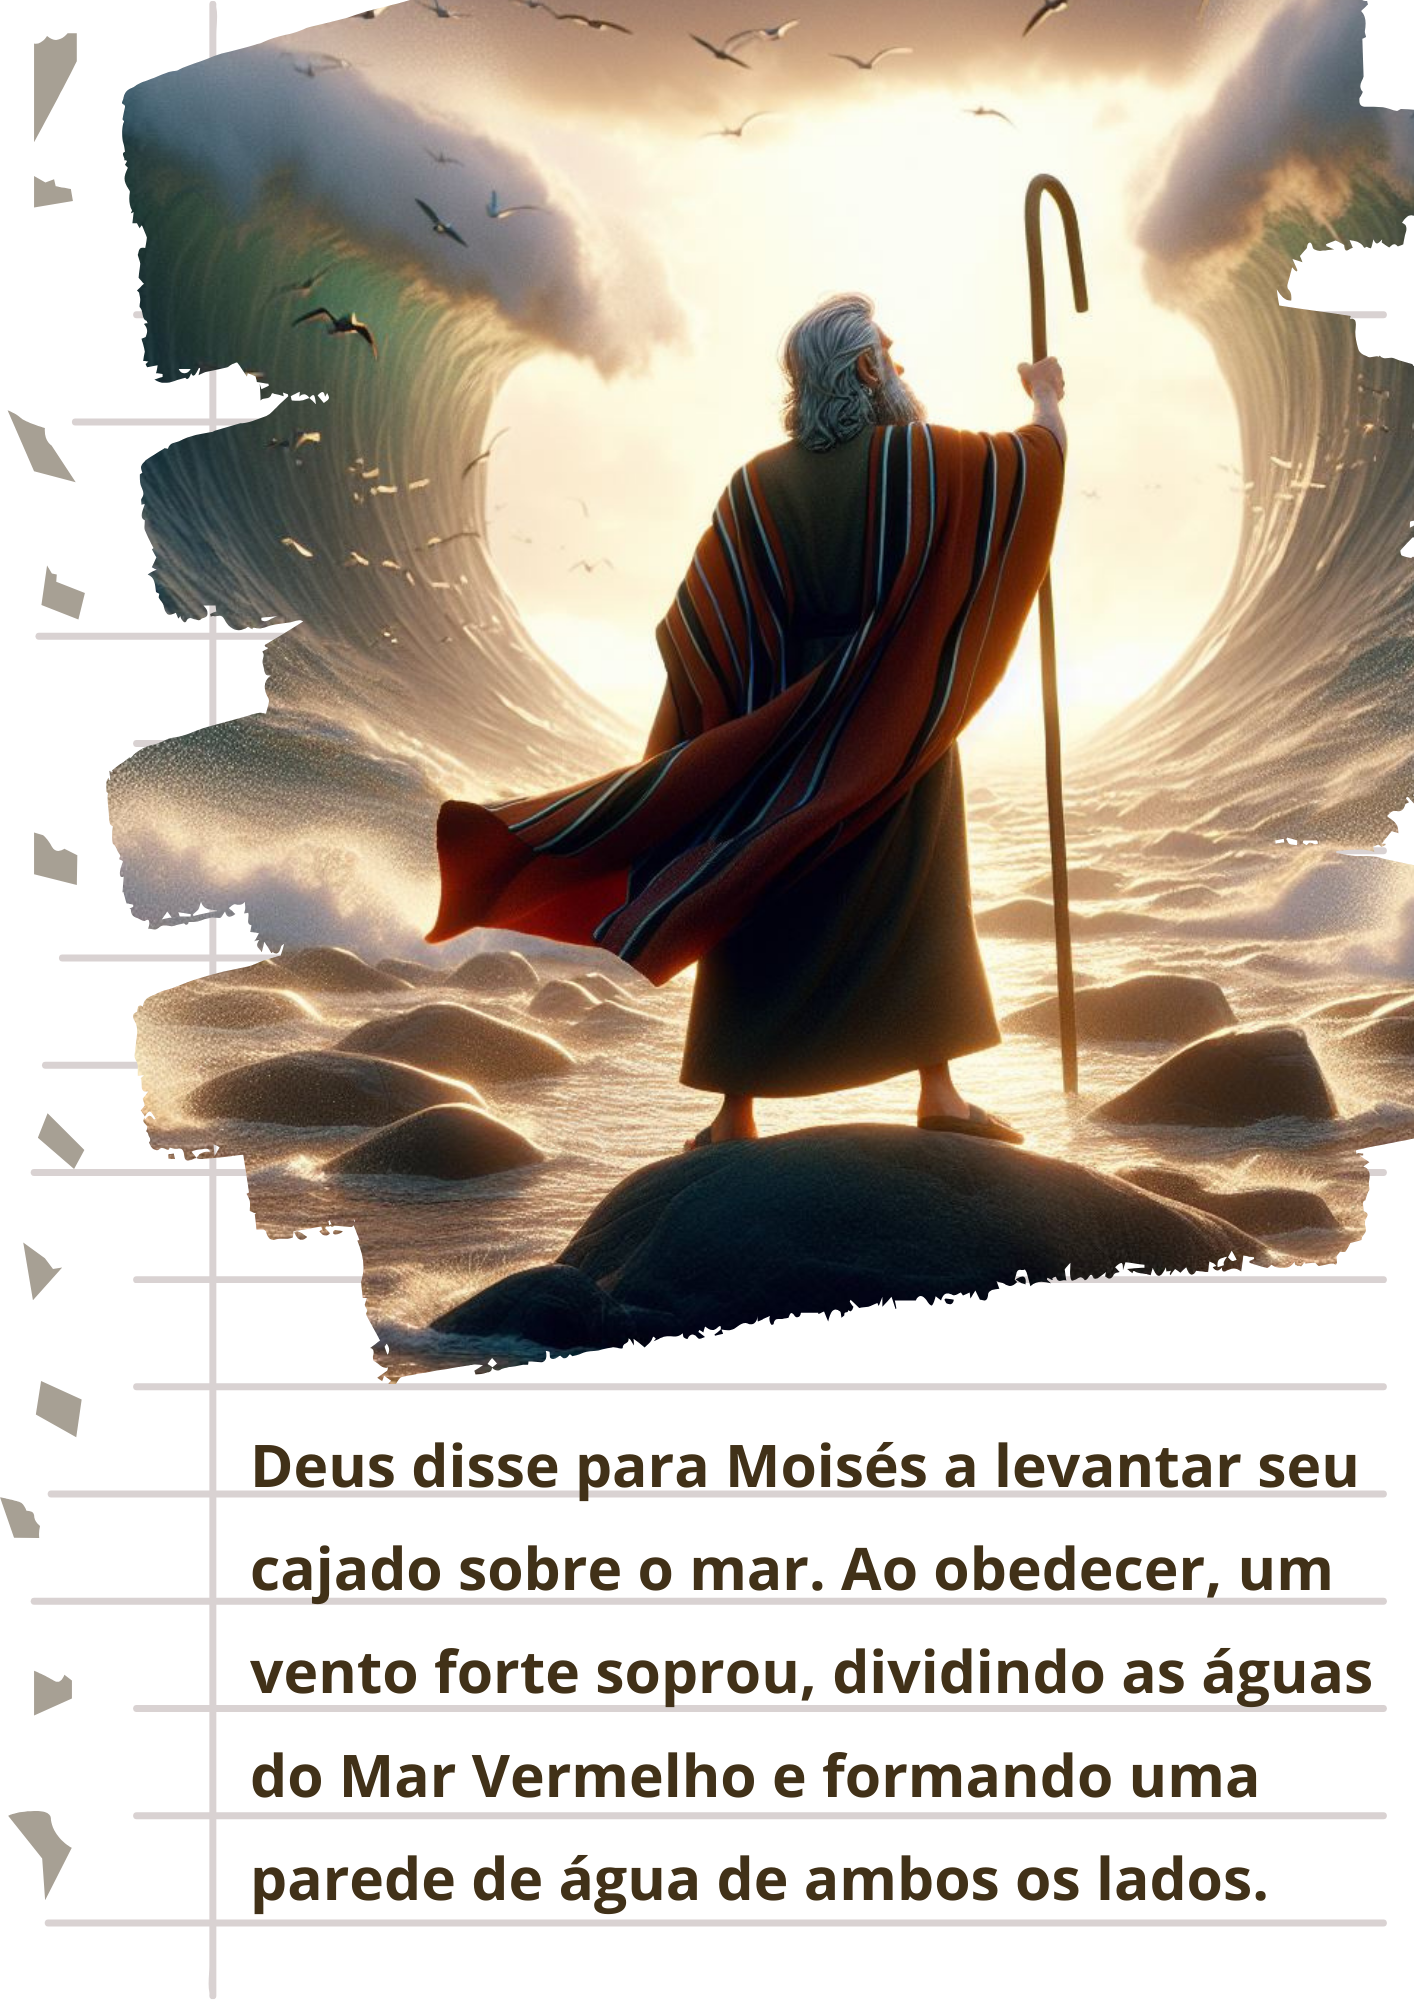 Deus disse para Moisés a levantar seu
cajado sobre o mar. Ao obedecer, um
vento forte soprou, dividindo as águas
do Mar Vermelho e formando uma
parede de água de ambos os lados.